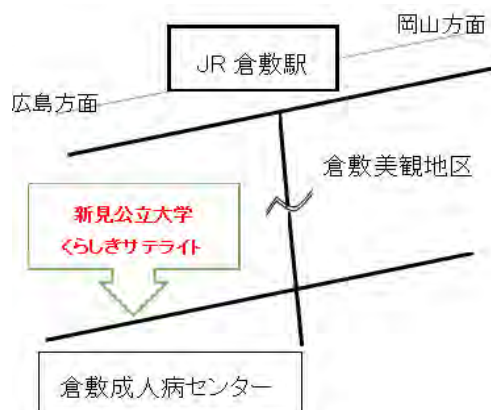 岡山方面
JR 倉敷駅
広島方面
倉敷美観地区
新見公立大学
くらしきサテライト
倉敷成人病センター